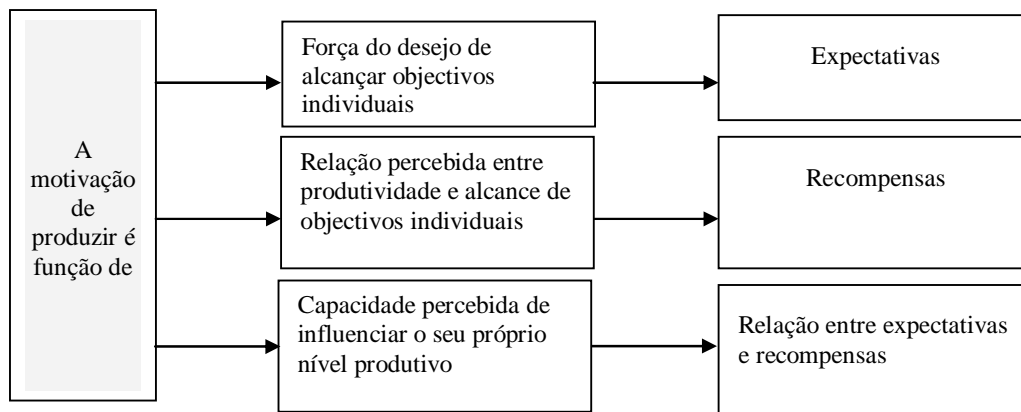 A
motivação
de
produzir é
função de
Força do desejo de
alcançar objectivos
individuais
Expectativas
Relação percebida entre
produtividade e alcance de
objectivos individuais
Recompensas
Capacidade percebida de
influenciar o seu próprio
nível produtivo
Relação entre expectativas
e recompensas